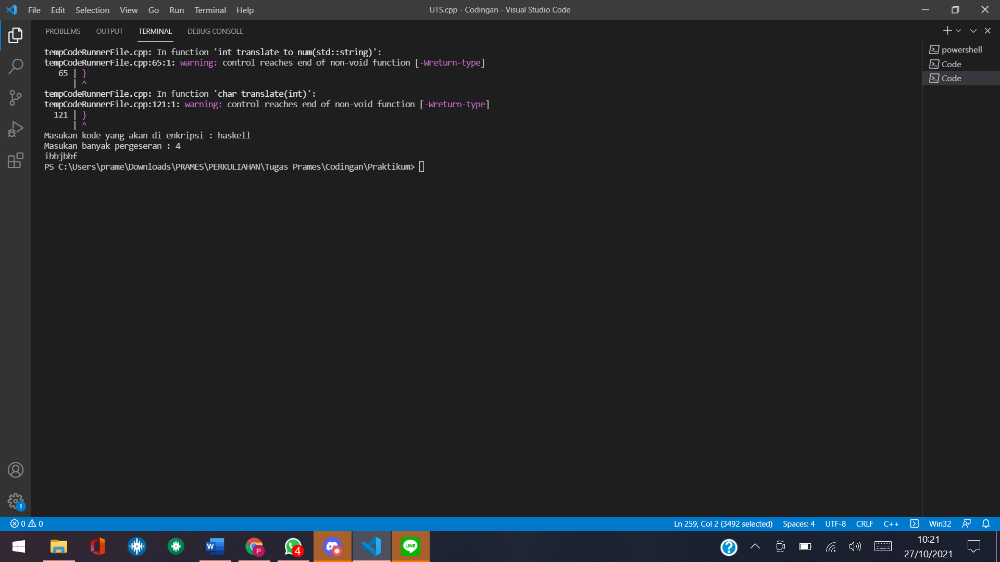 File Edit Selection View Go Run Terminal Help
UTS.cpp - Codingan - Visual Studio Code
PROBLEMS OUTPUT TERMINAL DEBUG CONSOLE
tempCodeRunnerFile.cpp: In function 'int translate_to_num(std::string)':
tempCodeRunnerFile.cpp:65:1: warning: control reaches end of non-void function [-Wreturn-type]
65 | }
| ^
tempCodeRunnerFile.cpp: In function 'char translate(int)':
tempCodeRunnerFile.cpp:121:1: warning: control reaches end of non-void function [-Wreturn-type]
121 | }
| ^
Masukan kode yang akan di enkripsi : haskell
Masukan banyak pergeseran : 4
ibbjbbf
PS C:\Users\prame\Downloads\PRAMES\PERKULIAHAN\Tugas Prames\Codingan\Praktikum>
powershell
Code
Code
1
0 0
Ln 259, Col 2 (3492 selected) Spaces: 4 UTF-8 CRLF C++ Win32
W
P
4
LINE
?
10:21
27/10/2021